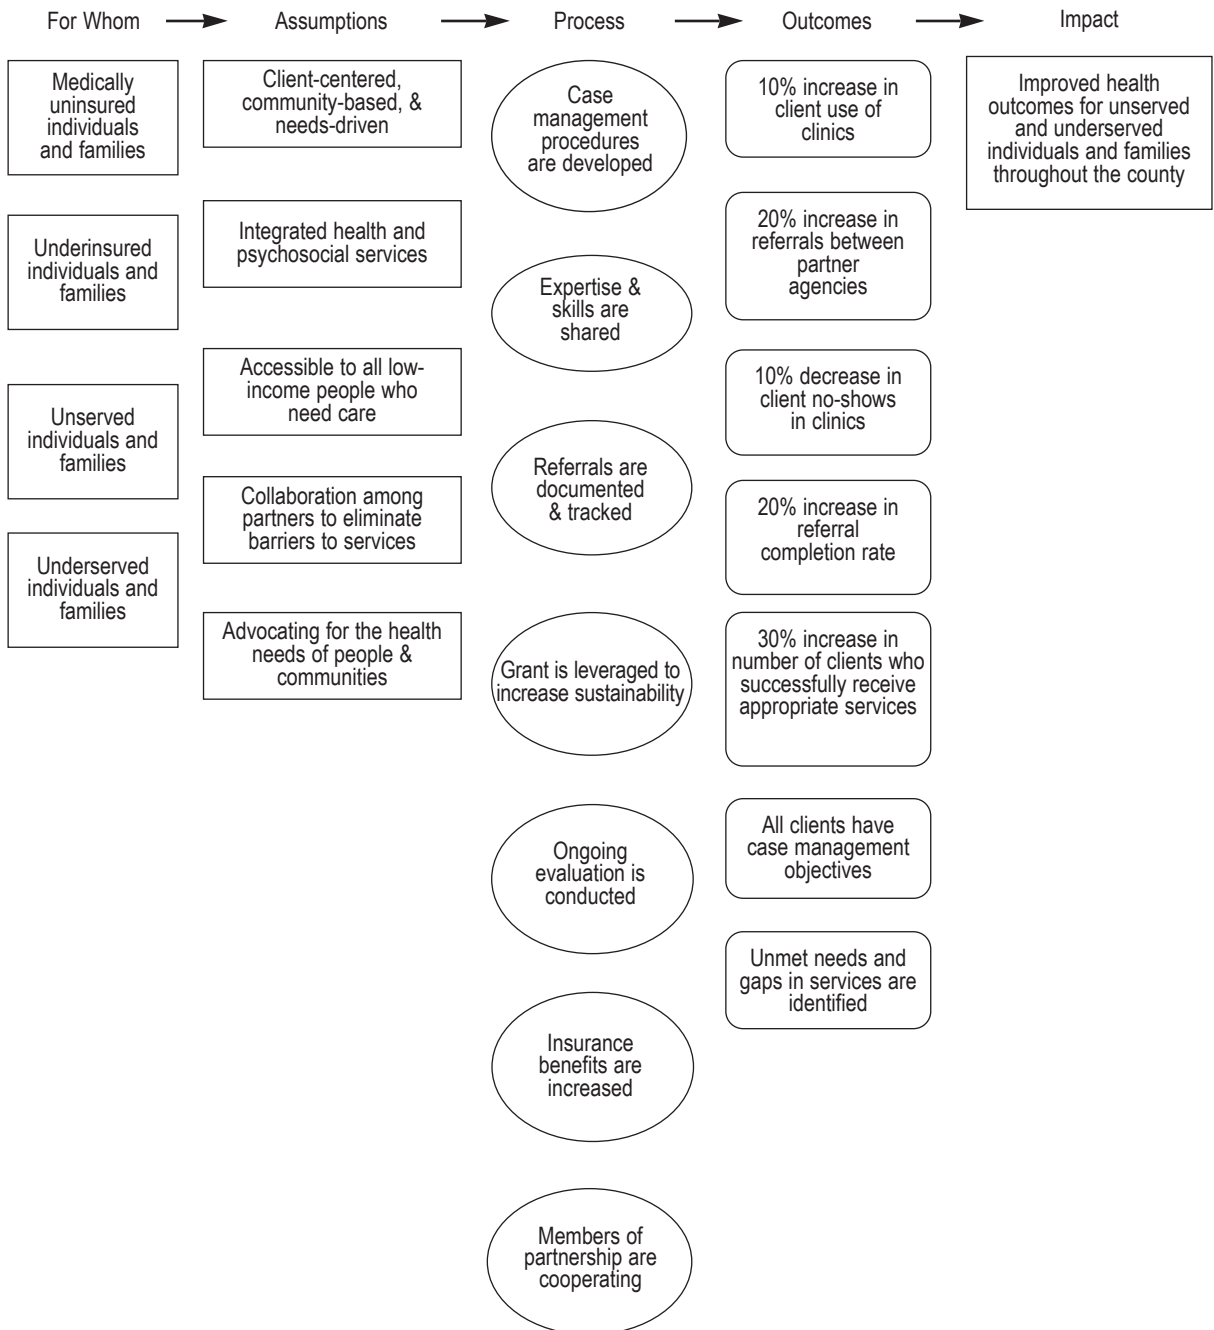 For Whom
Assumptions
Process
Outcomes
Impact
Medically
uninsured
individuals
and families
Underinsured
individuals and
families
Unserved
individuals and
families
Underserved
individuals and
families
Client-centered,
community-based, &
needs-driven
Integrated health and
psychosocial services
Accessible to all low-
income people who
need care
Collaboration among
partners to eliminate
barriers to services
Advocating for the health
needs of people &
communities
Case
management
procedures
are developed
Expertise &
skills are
shared
Referrals are
documented
& tracked
Grant is leveraged to
increase sustainability
Ongoing
evaluation is
conducted
Insurance
benefits are
increased
Members of
partnership are
cooperating
10% increase in
client use of
clinics
20% increase in
referrals between
partner
agencies
10% decrease in
client no-shows
in clinics
20% increase in
referral
completion rate
30% increase in
number of clients who
successfully receive
appropriate services
All clients have
case management
objectives
Unmet needs and
gaps in services are
identified
Improved health
outcomes for unserved
and underserved
individuals and families
throughout the county